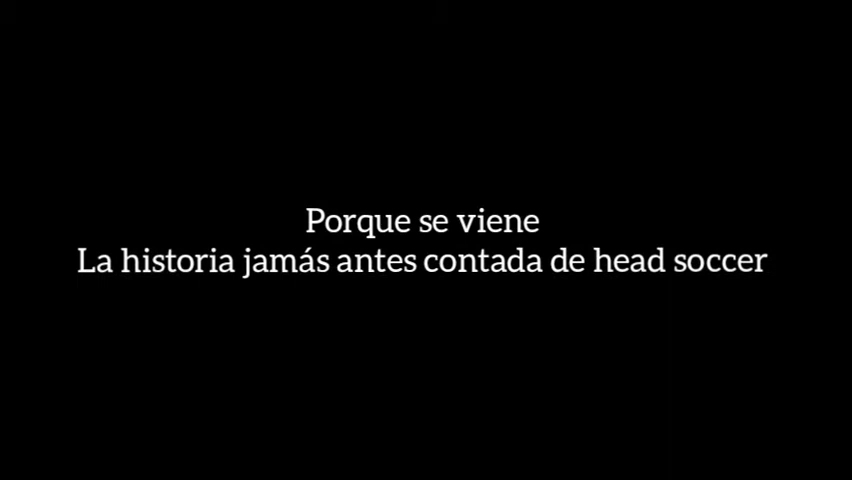 Porque se viene
La historia jamás antes contada de head soccer